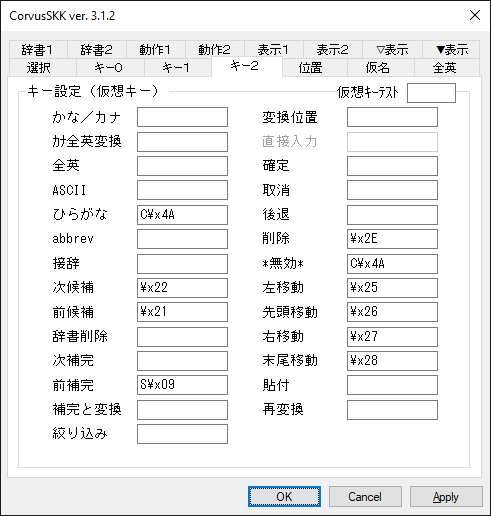 CorvusSKK ver. 3.1.2
辞書1 辞書2 動作1 動作2 表示1 表示2 ▽表示 ▼表示
選択 キー0 キー1 キー2 位置 仮名 全英
キー設定（仮想キー） 仮想ｷｰﾃｽﾄ
かな／カナ 変換位置
ｶﾅ全英変換 直接入力
全英 確定
ASCII 取消
ひらがな C¥x4A 後退
abbrev 削除 ¥x2E
接辞 *無効* C¥x4A
次候補 ¥x22 左移動 ¥x25
前候補 ¥x21 先頭移動 ¥x26
辞書削除 右移動 ¥x27
次補完 末尾移動 ¥x28
前補完 S¥x09 貼付
補完と変換 再変換
絞り込み
OK Cancel Apply